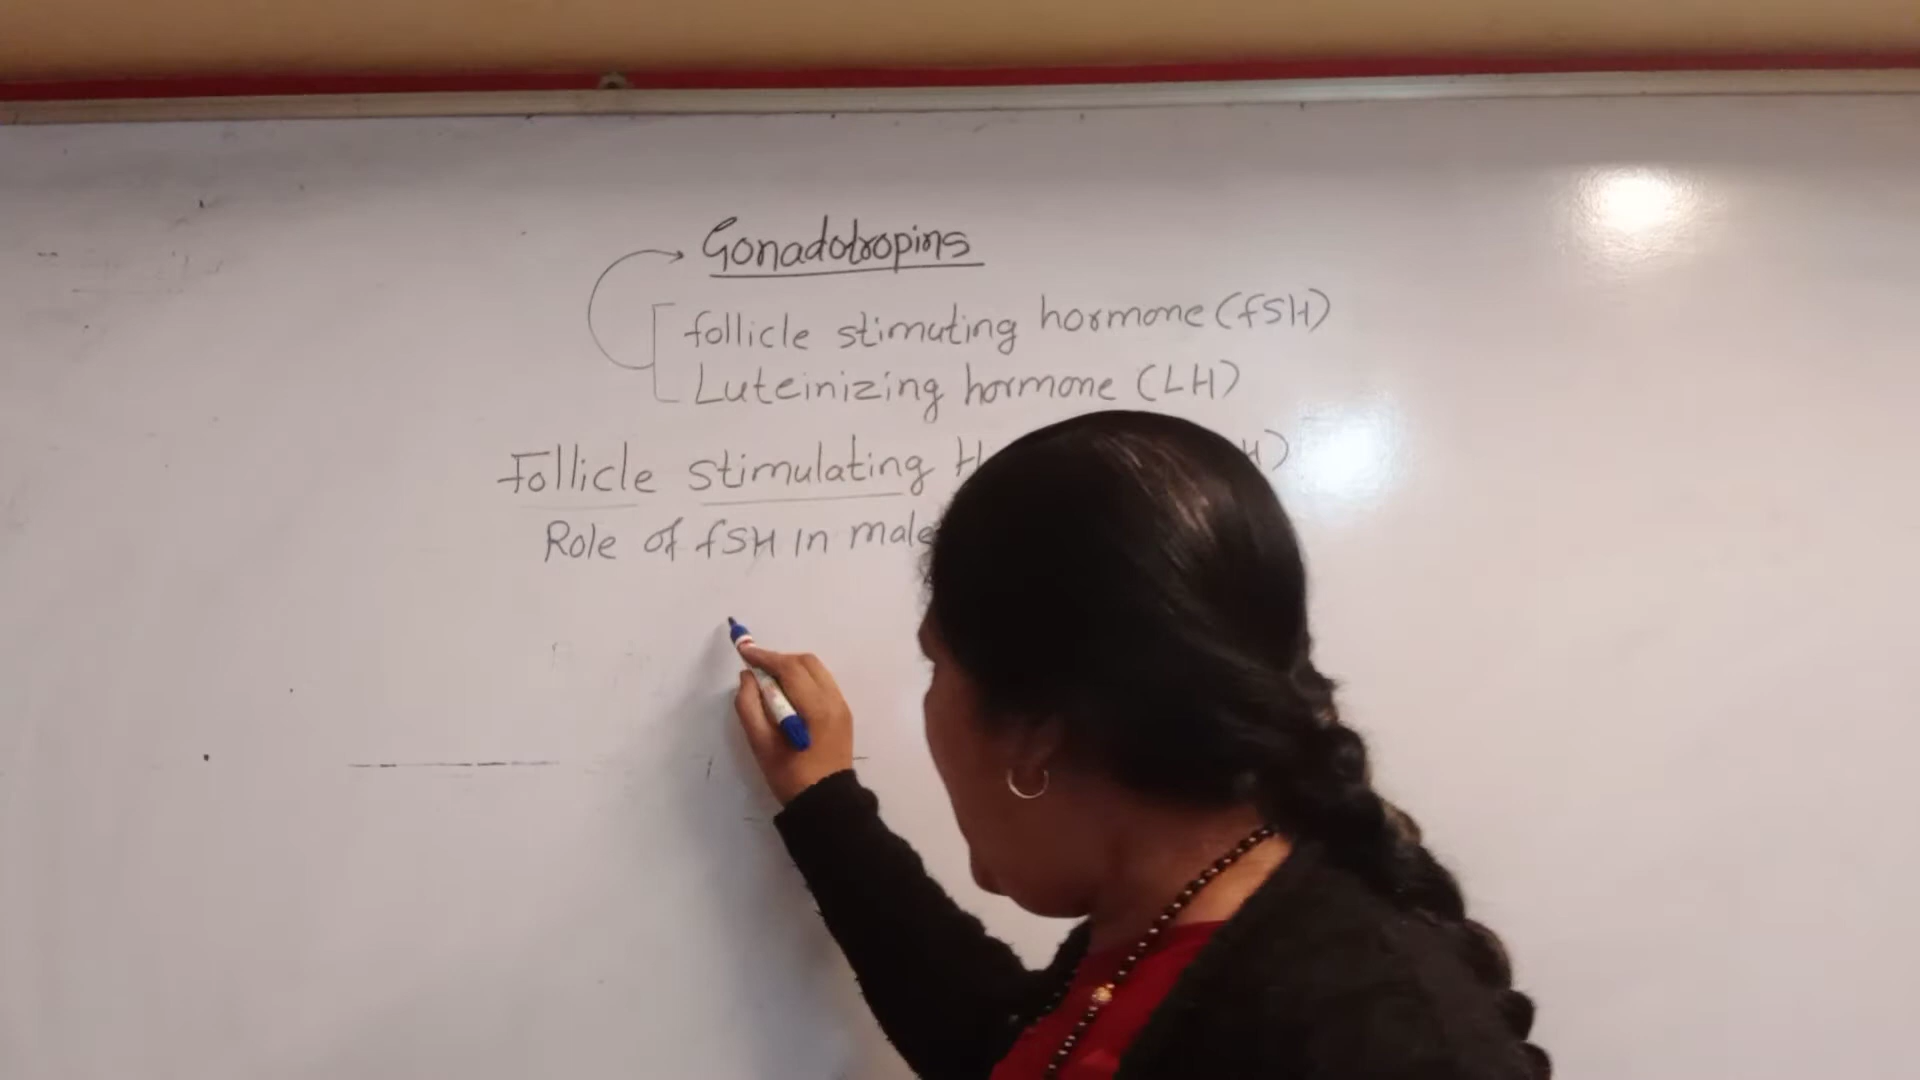 Gonadotropins
follicle stimuting hormone (fSH)
Luteinizing hormone (LH)
Follicle stimulating H
Role of fSH in male